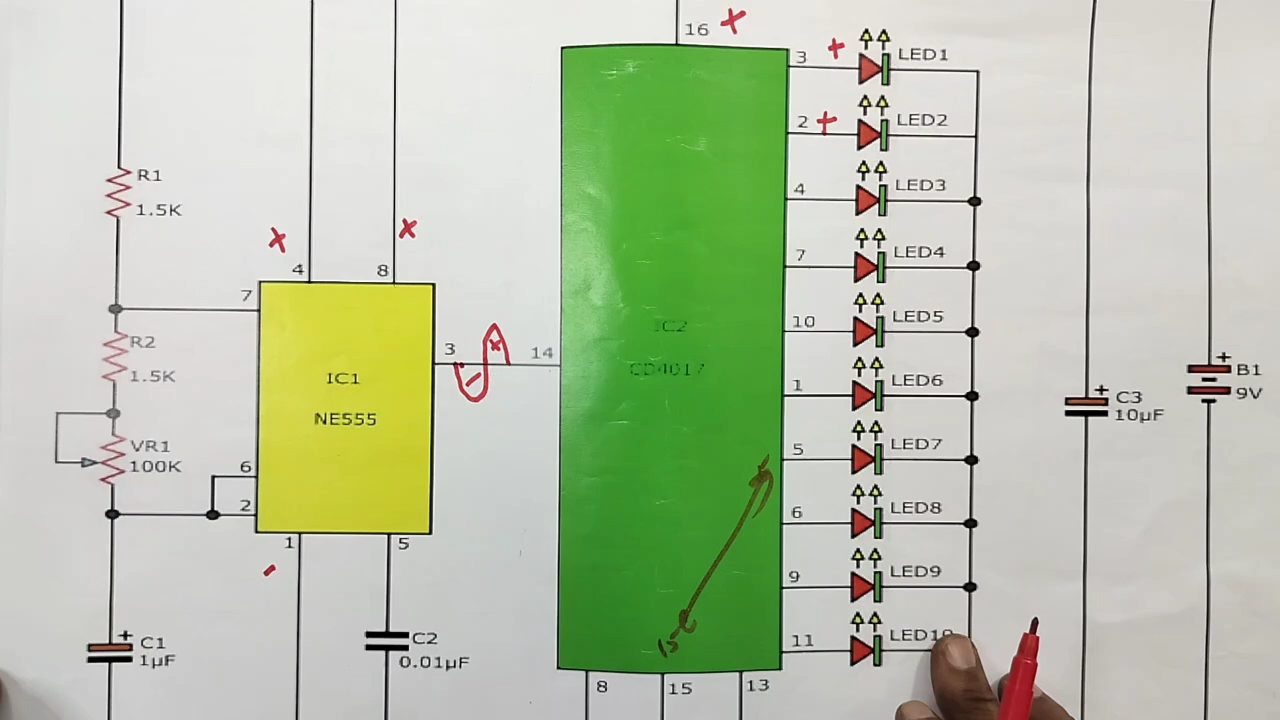 16 +
3 + LED1
2 + LED2
4 LED3
7 LED4
10 LED5
1 LED6
5 LED7
6 LED8
9 LED9
11 LED10
R1
1.5K
R2
1.5K
VR1
100K
+ C1
1µF
+ 4
+ 8
7
6
2
IC1
NE555
3
- +
1
-
5
C2
0.01µF
14
IC2
CD4017
15
8
15
13
+ C3
10µF
+ B1
9V